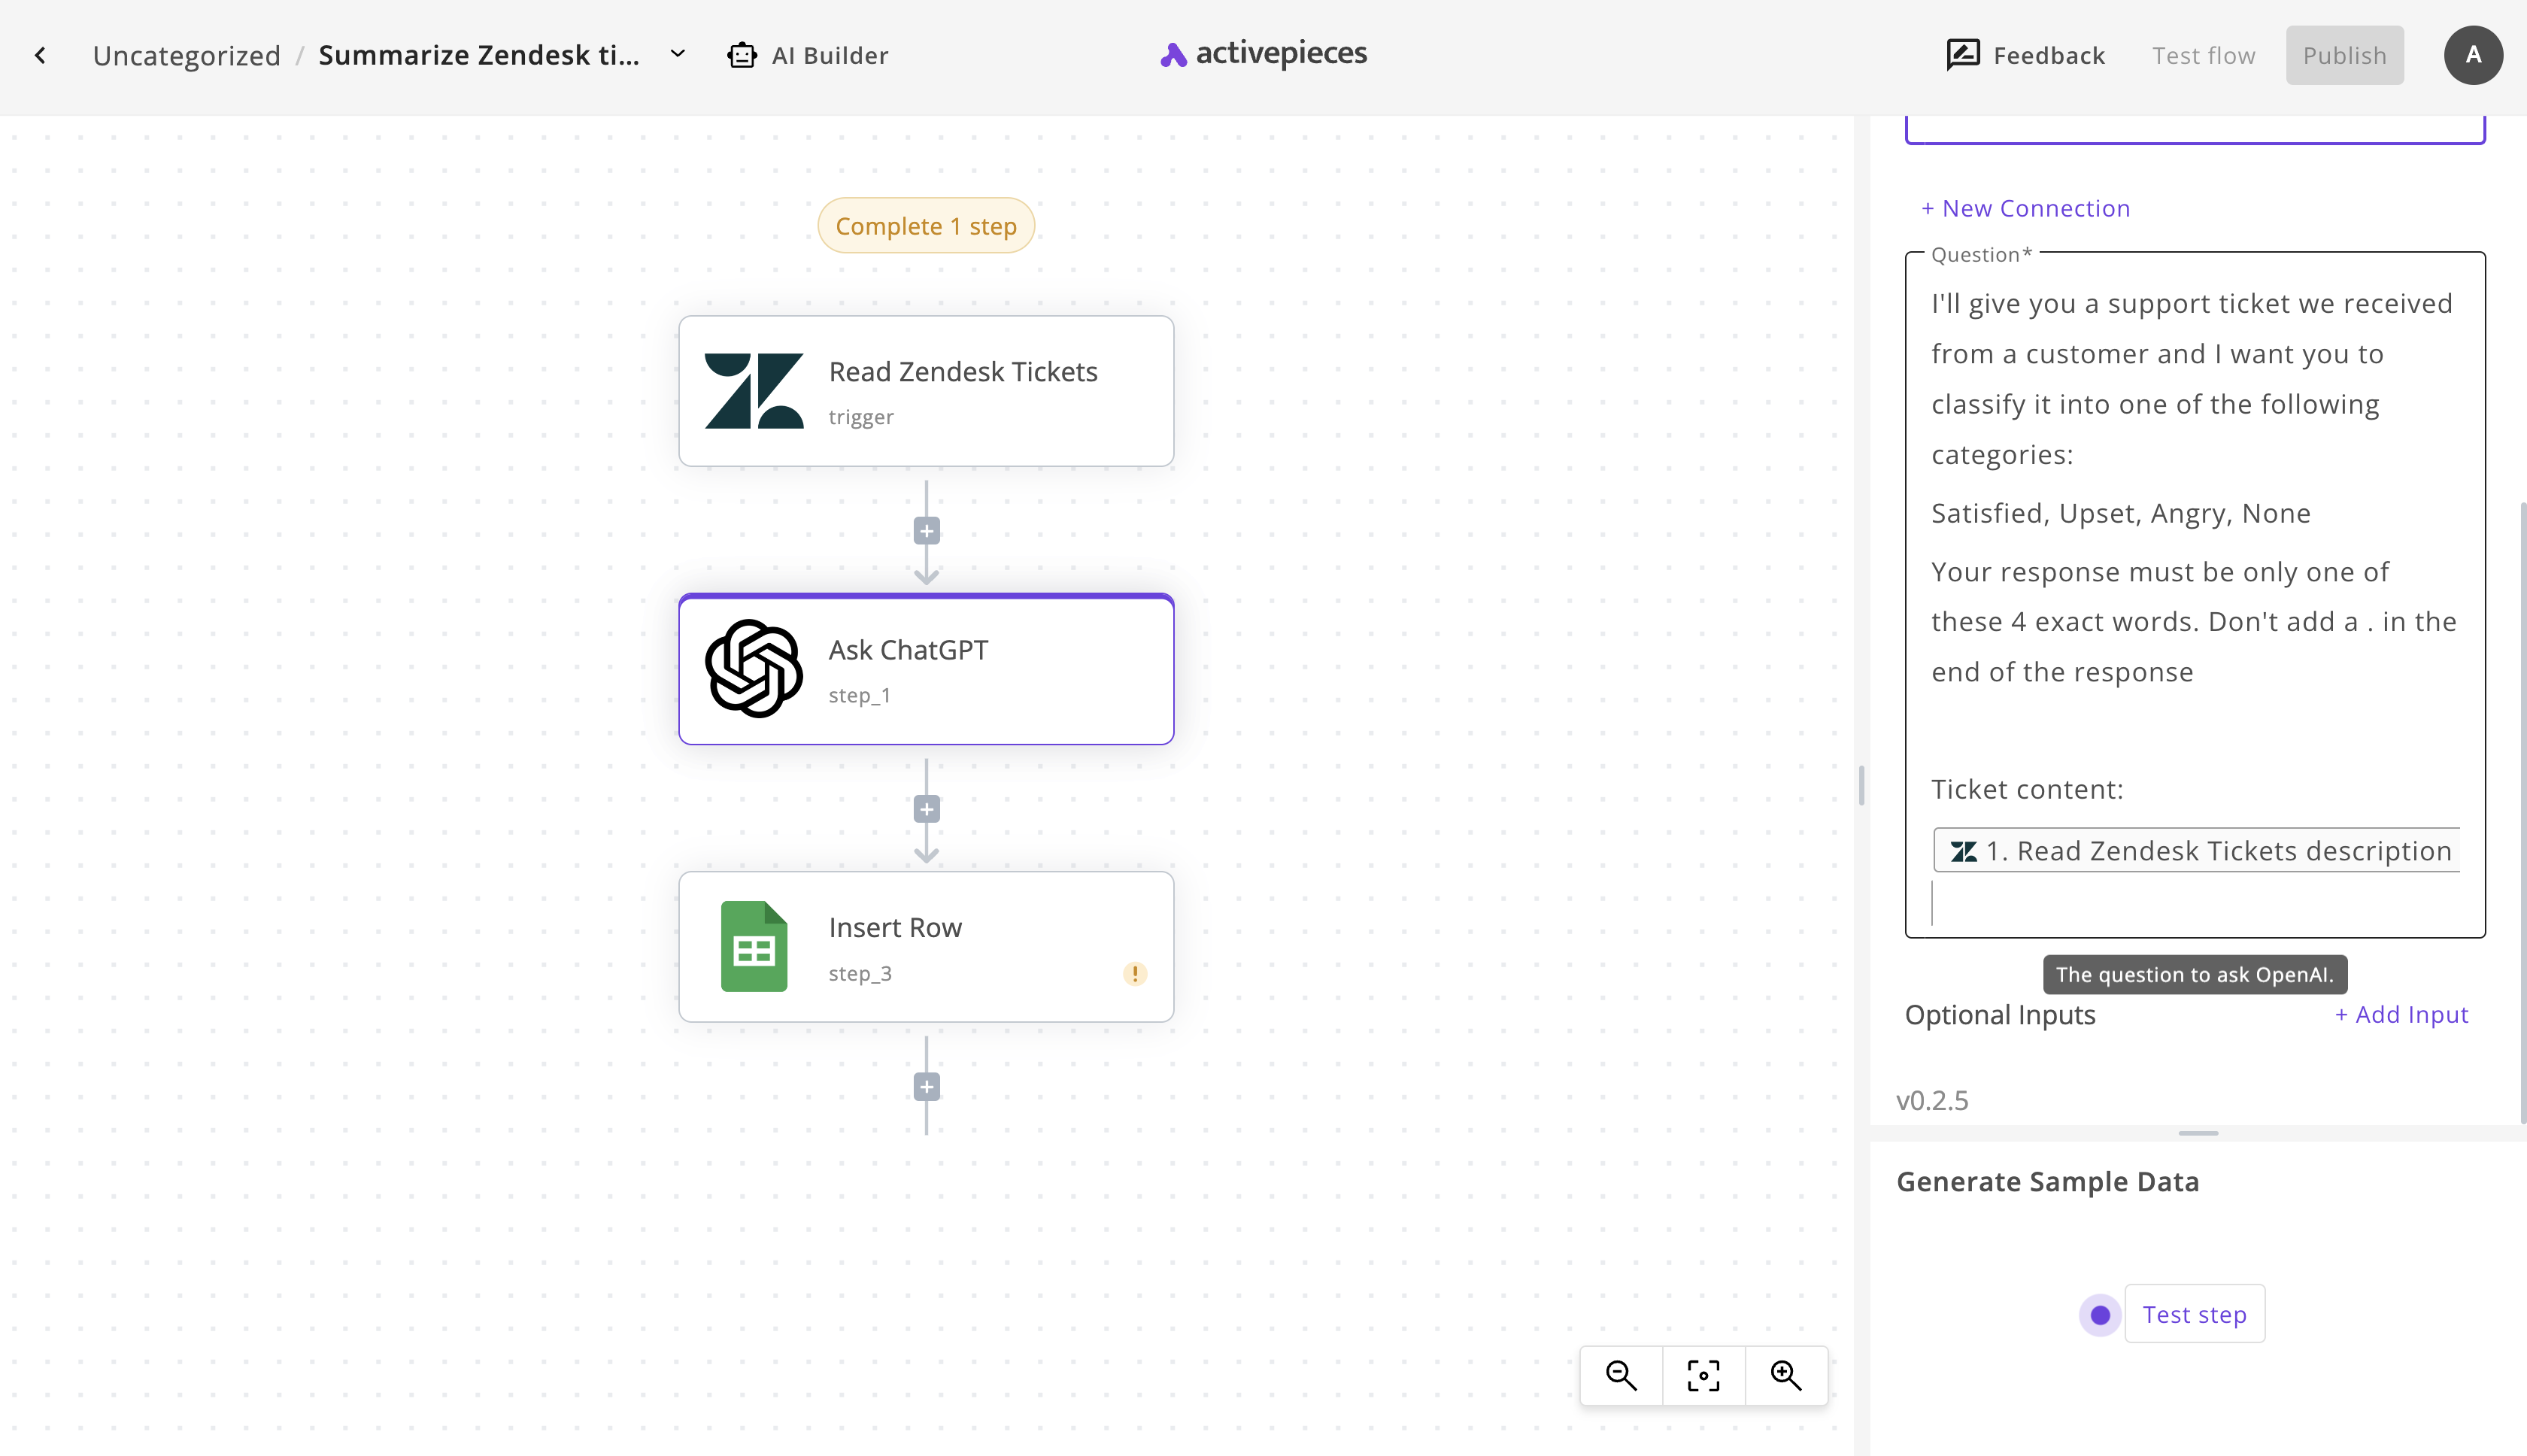 Uncategorized / Summarize Zendesk ti...
AI Builder
activepieces
Feedback
Test flow
Publish
A
Complete 1 step
Read Zendesk Tickets
trigger
Ask ChatGPT
step_1
Insert Row
step_3
!
+ New Connection
Question*
I'll give you a support ticket we received
from a customer and I want you to
classify it into one of the following
categories:
Satisfied, Upset, Angry, None
Your response must be only one of
these 4 exact words. Don't add a . in the
end of the response
Ticket content:
1. Read Zendesk Tickets description
The question to ask OpenAI.
Optional Inputs
+ Add Input
v0.2.5
Generate Sample Data
Test step